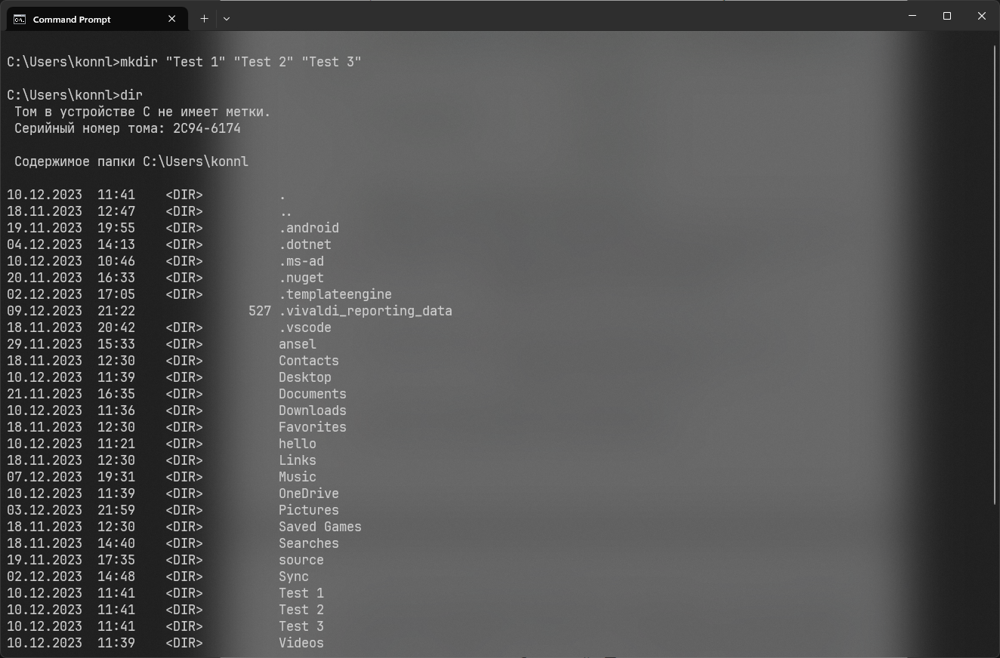 Command Prompt
C:\Users\konnl>mkdir "Test 1" "Test 2" "Test 3"
C:\Users\konnl>dir
Том в устройстве C не имеет метки.
Серийный номер тома: 2C94-6174
Содержимое папки C:\Users\konnl
10.12.2023  11:41    <DIR>          .
18.11.2023  12:47    <DIR>          ..
19.11.2023  19:55    <DIR>          .android
04.12.2023  14:13    <DIR>          .dotnet
10.12.2023  10:46    <DIR>          .ms-ad
20.11.2023  16:33    <DIR>          .nuget
02.12.2023  17:05    <DIR>          .templateengine
09.12.2023  21:22               527 .vivaldi_reporting_data
18.11.2023  20:42    <DIR>          .vscode
29.11.2023  15:33    <DIR>          ansel
18.11.2023  12:30    <DIR>          Contacts
10.12.2023  11:39    <DIR>          Desktop
21.11.2023  16:35    <DIR>          Documents
10.12.2023  11:36    <DIR>          Downloads
18.11.2023  12:30    <DIR>          Favorites
10.12.2023  11:21    <DIR>          hello
18.11.2023  12:30    <DIR>          Links
07.12.2023  19:31    <DIR>          Music
10.12.2023  11:39    <DIR>          OneDrive
03.12.2023  21:59    <DIR>          Pictures
18.11.2023  12:30    <DIR>          Saved Games
18.11.2023  14:40    <DIR>          Searches
19.11.2023  17:35    <DIR>          source
02.12.2023  14:48    <DIR>          Sync
10.12.2023  11:41    <DIR>          Test 1
10.12.2023  11:41    <DIR>          Test 2
10.12.2023  11:41    <DIR>          Test 3
10.12.2023  11:39    <DIR>          Videos